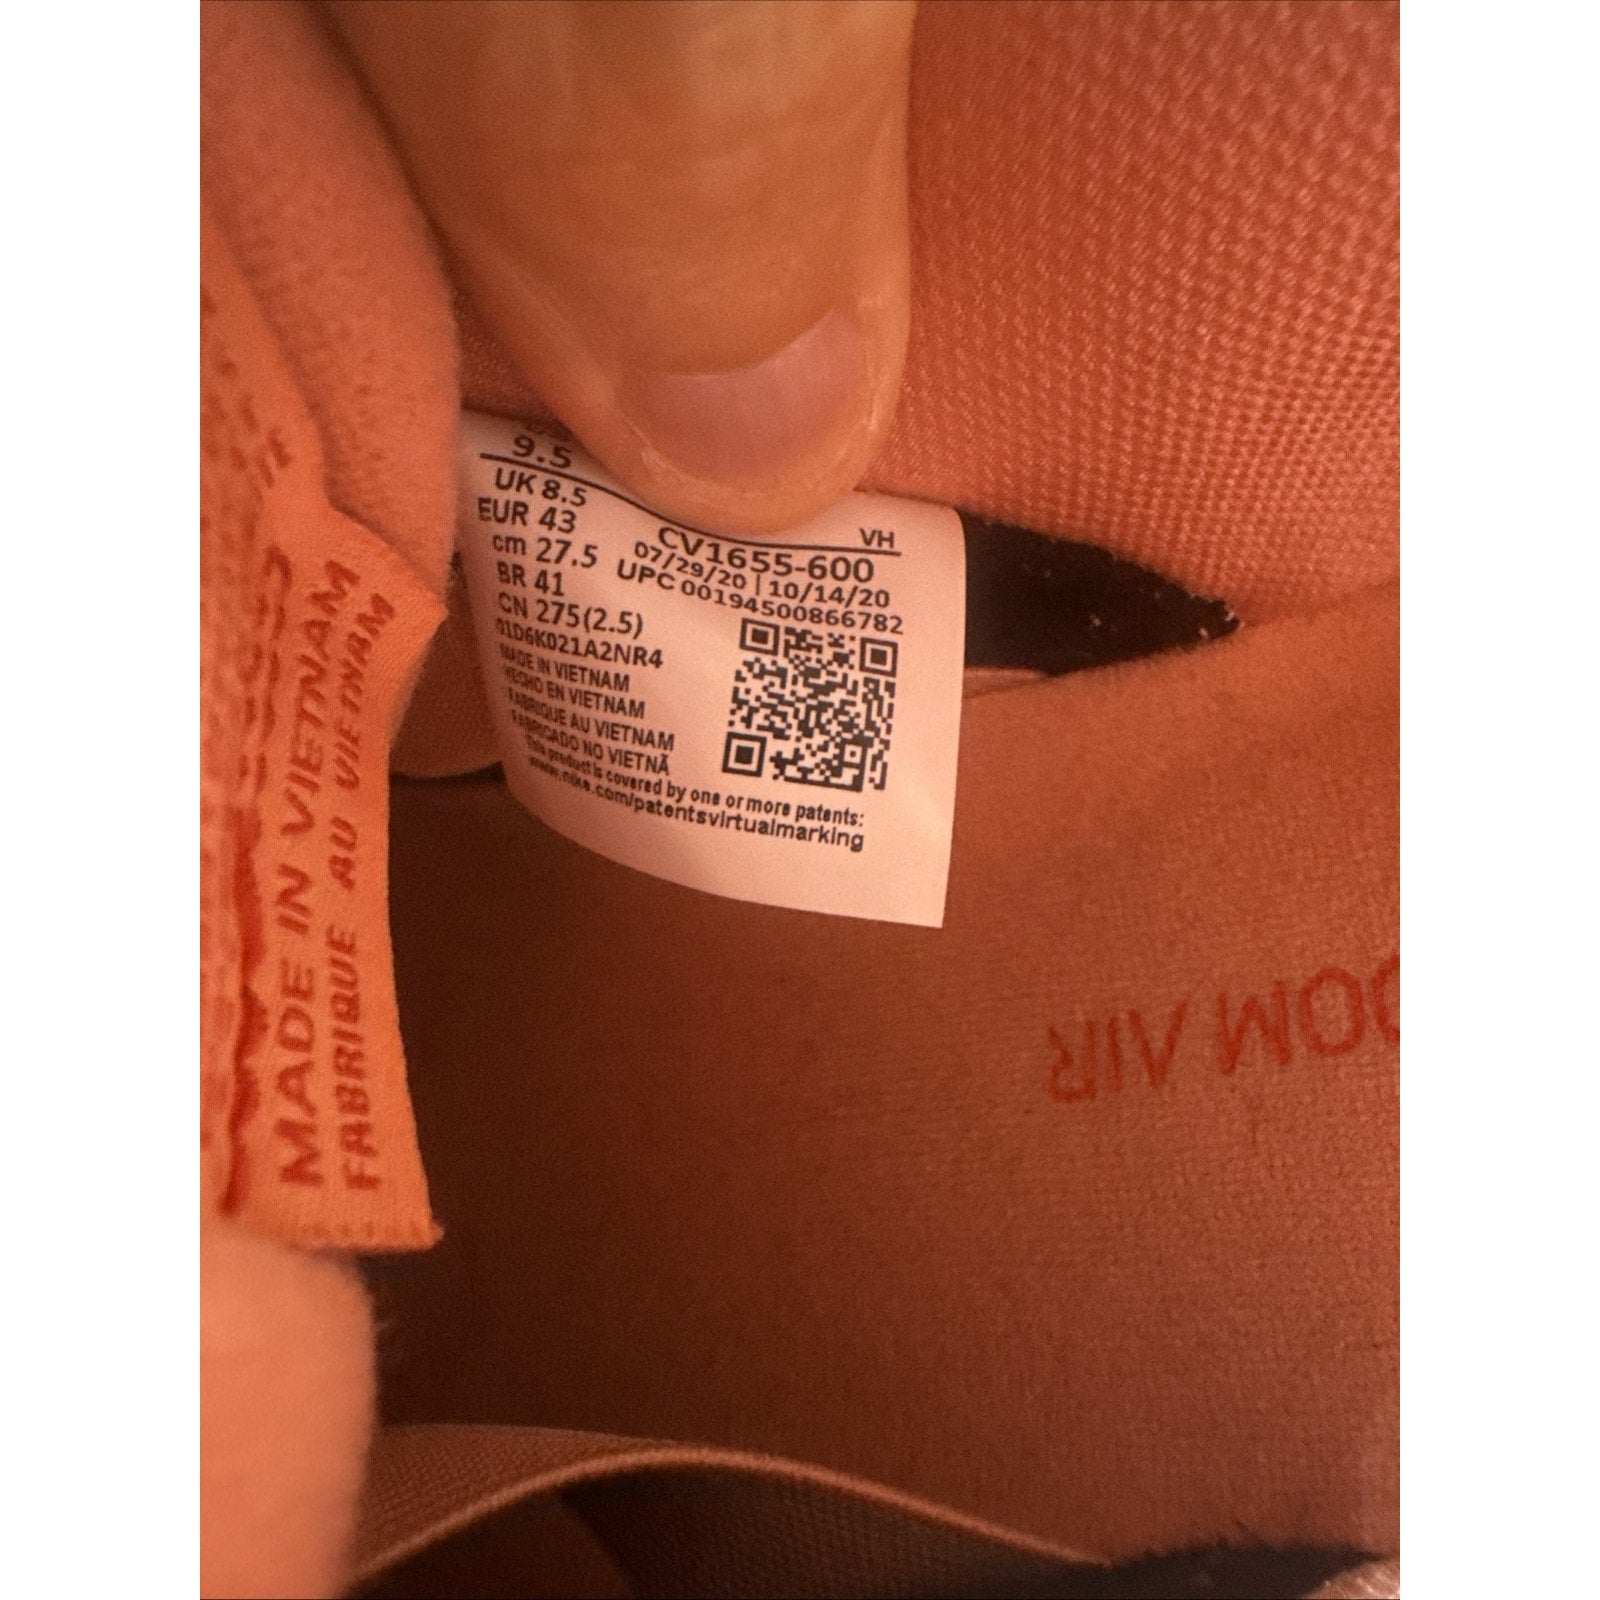 9.5
UK 8.5
EUR 43
cm 27.5
BR 41
CN 275(2.5)
01D6K021A2NR4
MADE IN VIETNAM
HECHO EN VIETNAM
FABRIQUE AU VIETNAM
FABRICADO NO VIETNÃ
This product is covered by one or more patents:
www.nike.com/patentsvirtualmarking
VH
CV1655-600
07/29/20 | 10/14/20
UPC 00194500866782
MADE IN VIETNAM
FABRIQUE AU VIETNAM
OOM AIR